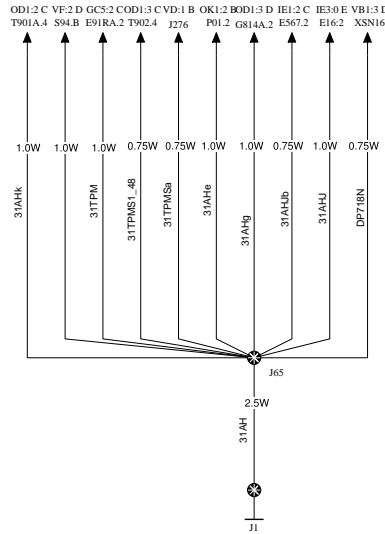 OD1:2 C VF:2 D GC5:2 C OD1:3 C VD:1 B OK1:2 B OD1:3 D IE1:2 C IE3:0 E VB1:3 D
T901A.4 S94.B E91RA.2 T902.4 J276 P01.2 G814A.2 E567.2 E16:2 XSN16
1.0W 1.0W 1.0W 0.75W 0.75W 1.0W 1.0W 0.75W 1.0W 0.75W
31AHk 31TPM 31TPMS1_48 31TPMSa 31AHe 31AHg 31AHJb 31AHJ DP718N
J65
2.5W
31AH
J1